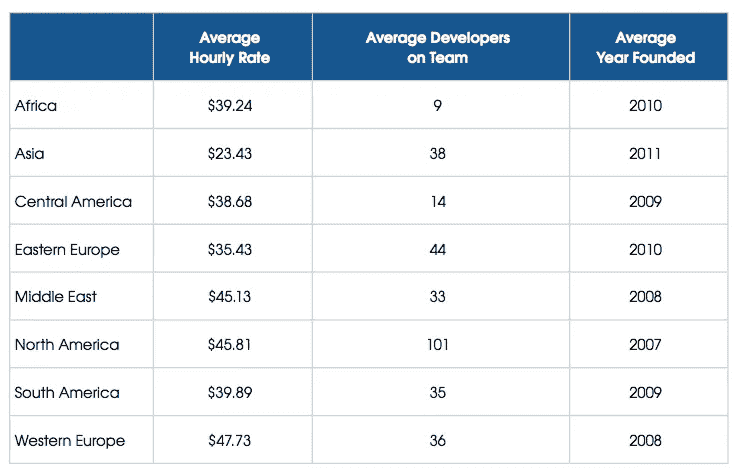 Average Hourly Rate Average Developers on Team Average Year Founded
Africa $39.24 9 2010
Asia $23.43 38 2011
Central America $38.68 14 2009
Eastern Europe $35.43 44 2010
Middle East $45.13 33 2008
North America $45.81 101 2007
South America $39.89 35 2009
Western Europe $47.73 36 2008